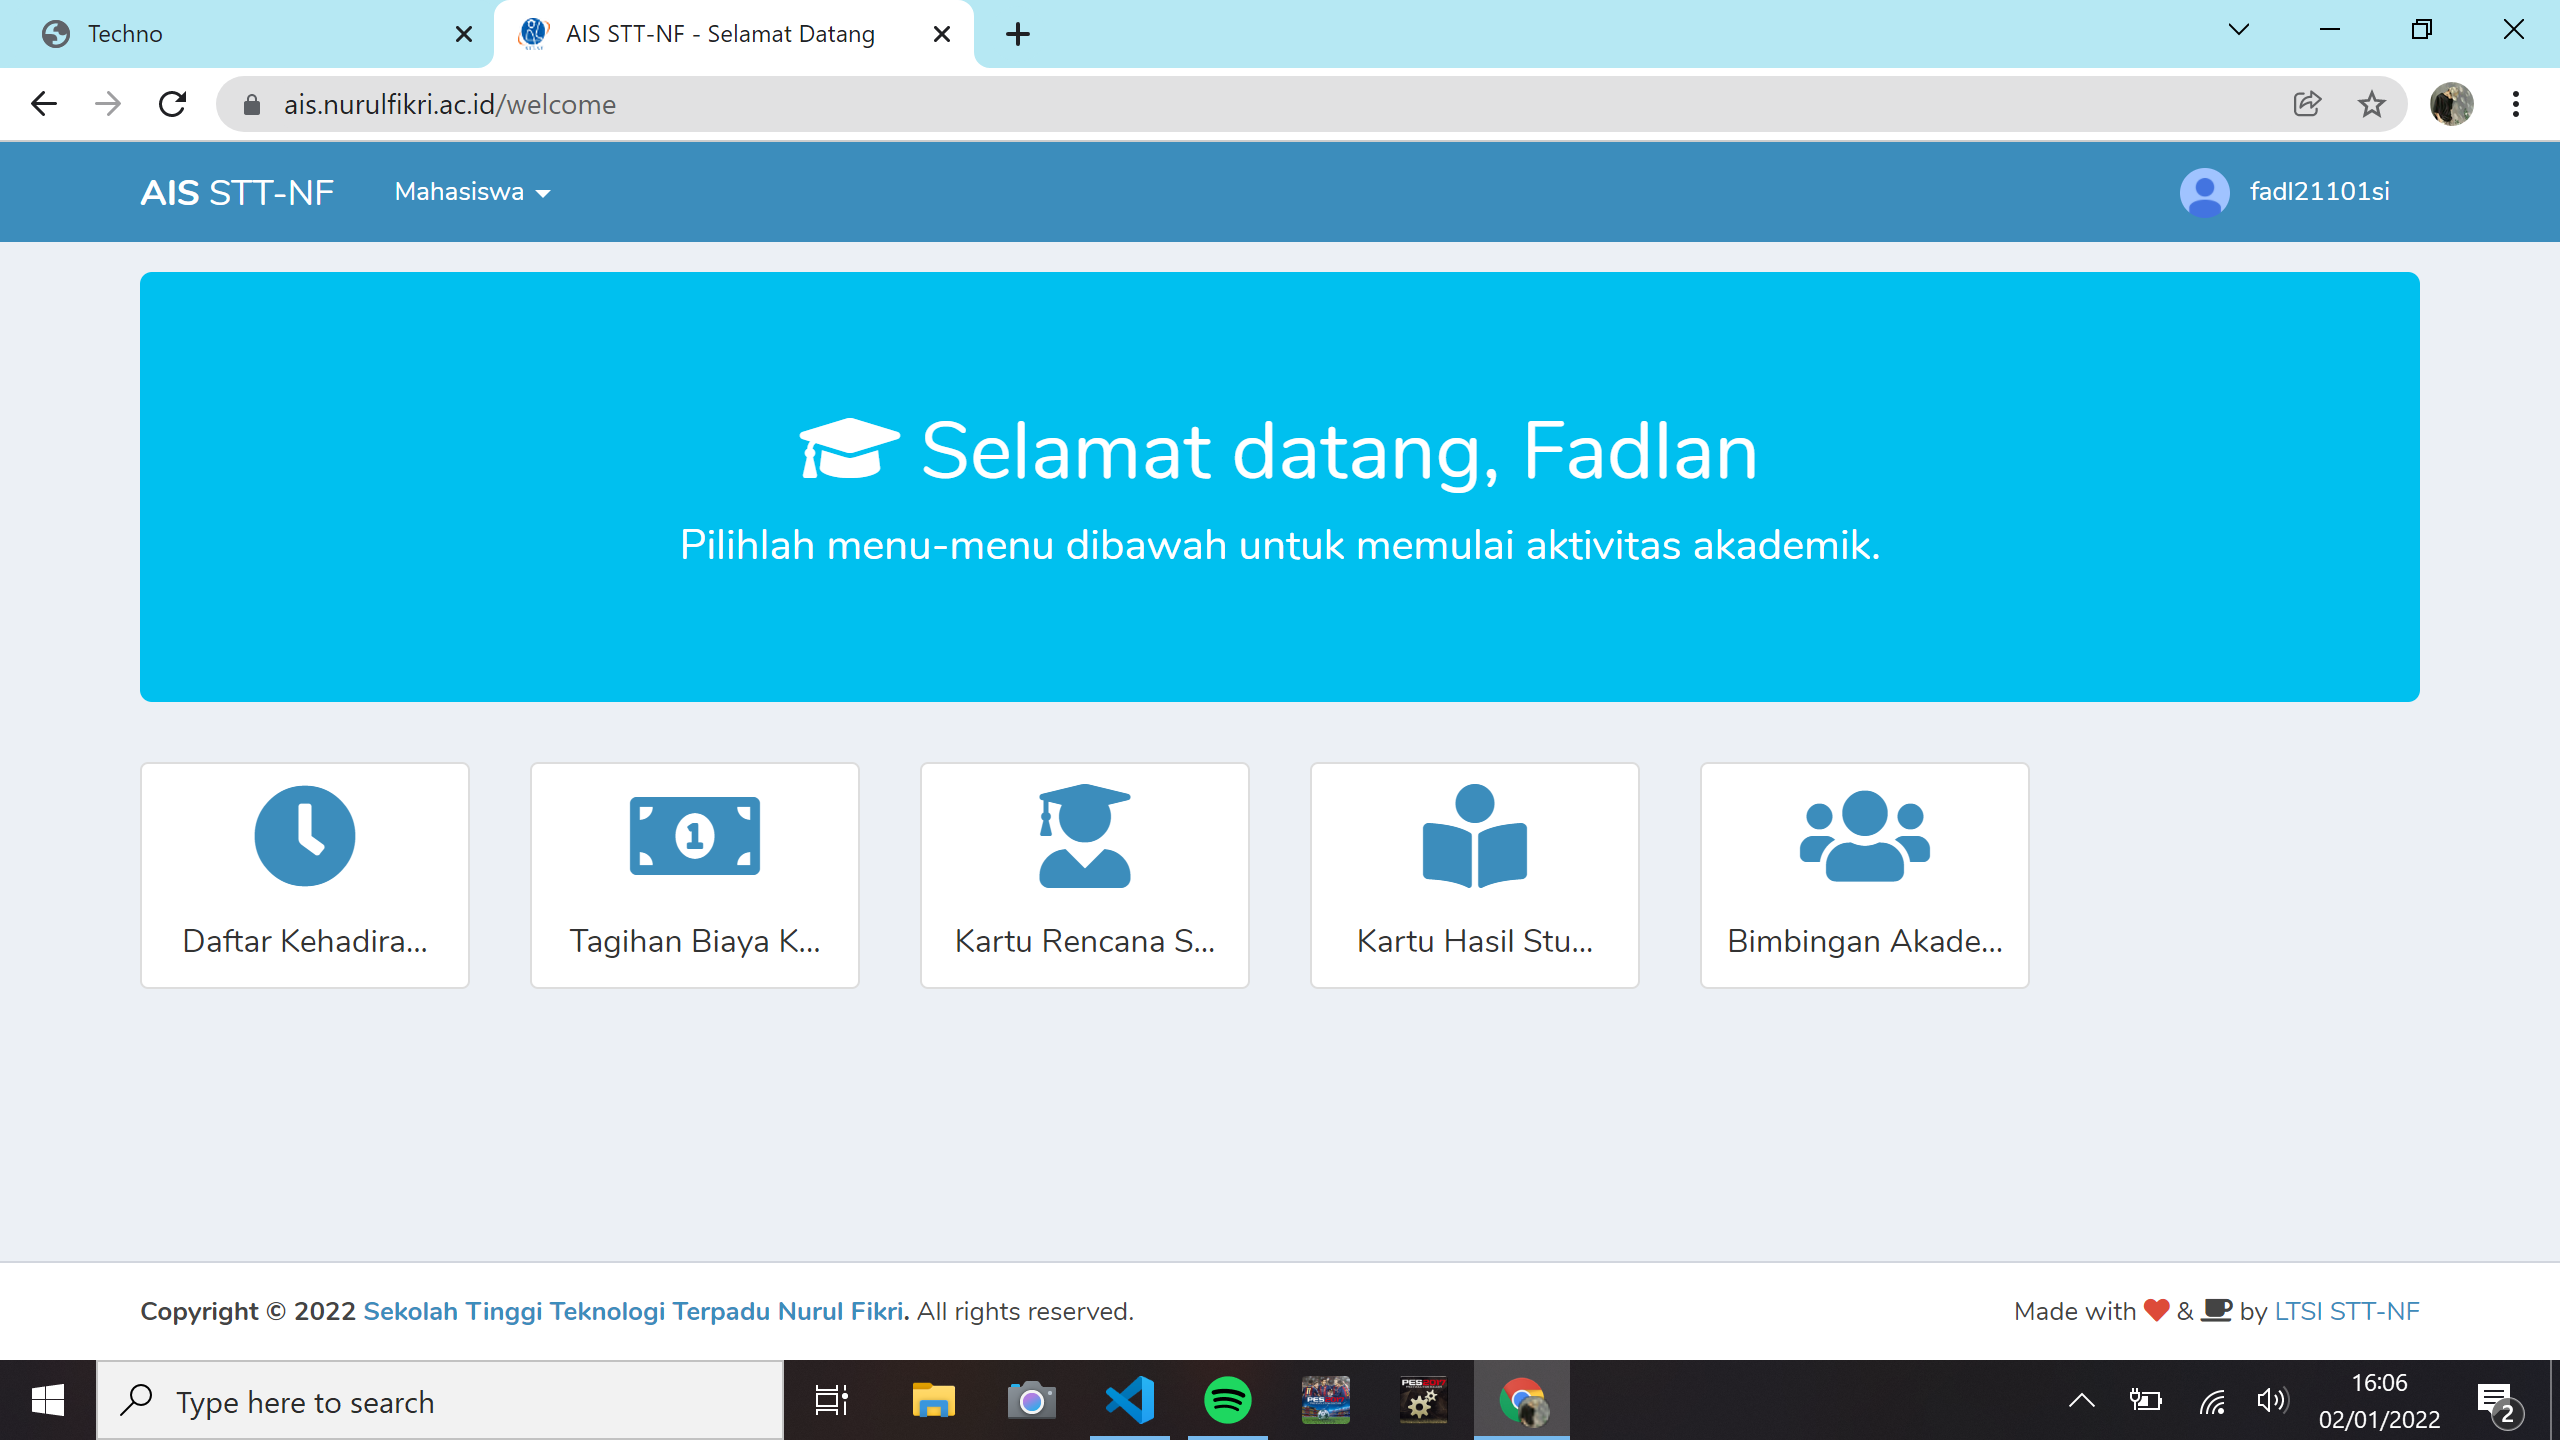 Techno
AIS STT-NF - Selamat Datang
ais.nurulfikri.ac.id/welcome
AIS STT-NF
Mahasiswa
fadl21101si
Selamat datang, Fadlan
Pilihlah menu-menu dibawah untuk memulai aktivitas akademik.
1
Daftar Kehadira...
Tagihan Biaya K...
Kartu Rencana S...
Kartu Hasil Stu...
Bimbingan Akade...
Copyright © 2022 Sekolah Tinggi Teknologi Terpadu Nurul Fikri. All rights reserved.
Made with & by LTSI STT-NF
Type here to search
PES 2017
16:06
02/01/2022
2